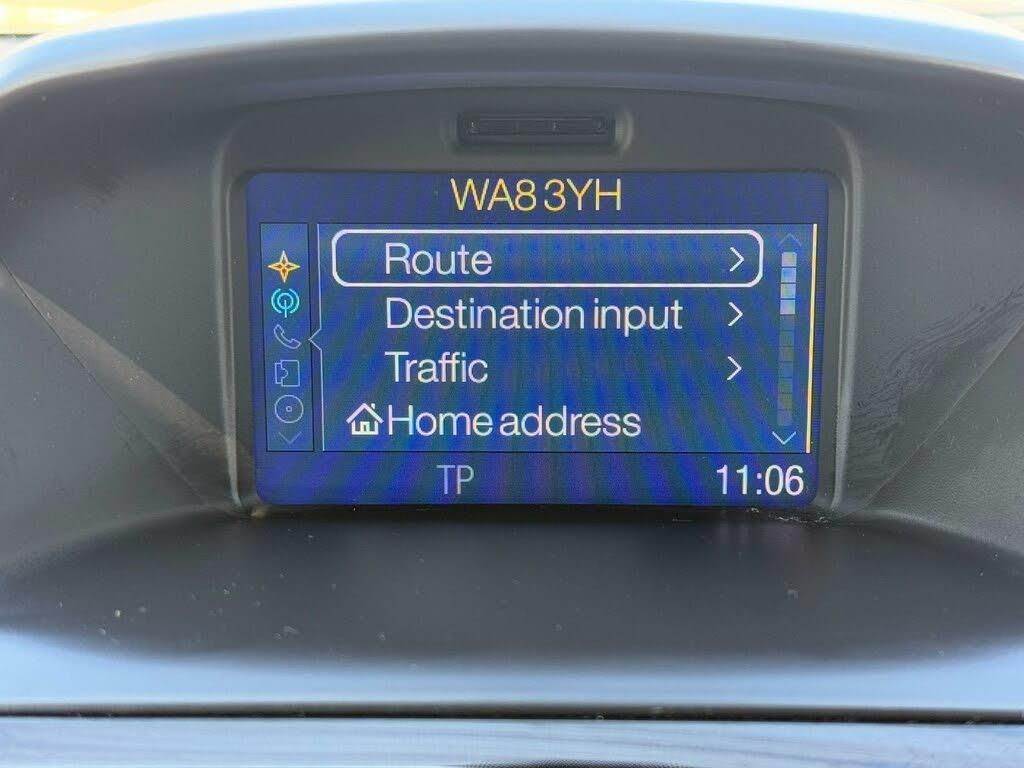 WA8 3YH
Route
Destination input
Traffic
Home address
TP
11:06